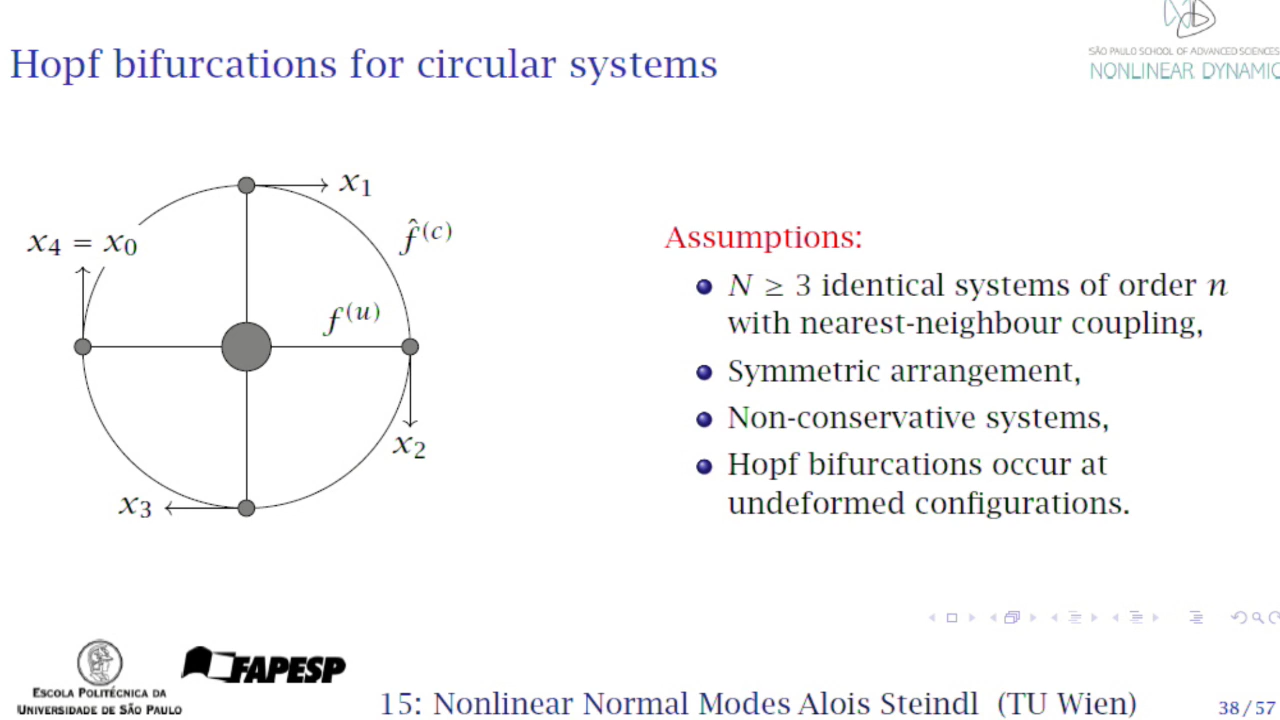 Hopf bifurcations for circular systems
SÃO PAULO SCHOOL OF ADVANCED SCIENCES
NONLINEAR DYNAMIC
x₁
f̂⁽ᶜ⁾
x₄ = x₀
f⁽ᵘ⁾
x₂
x₃
Assumptions:
N ≥ 3 identical systems of order n
with nearest-neighbour coupling,
Symmetric arrangement,
Non-conservative systems,
Hopf bifurcations occur at
undeformed configurations.
ESCOLA POLITÉCNICA DA
UNIVERSIDADE DE SÃO PAULO
FAPESP
15: Nonlinear Normal Modes Alois Steindl (TU Wien)
38/57